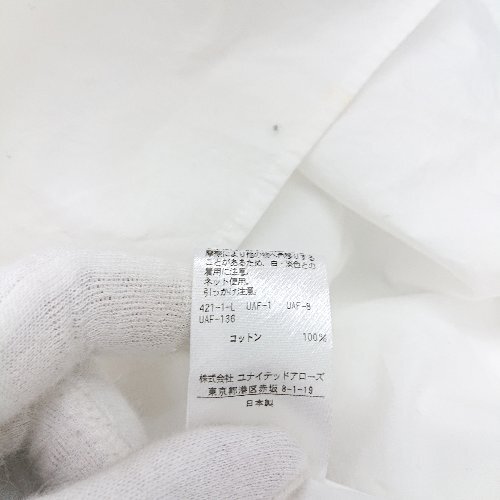 摩擦により他の物へ色移りする
ことがあるため、白・淡色との
着用に注意。
ネット使用。
引っかけ注意。
421-1-L UAF-1 UAF-9
UAF-136
コットン 100%
株式会社 ユナイテッドアローズ
東京都港区赤坂 8-1-19
日本製